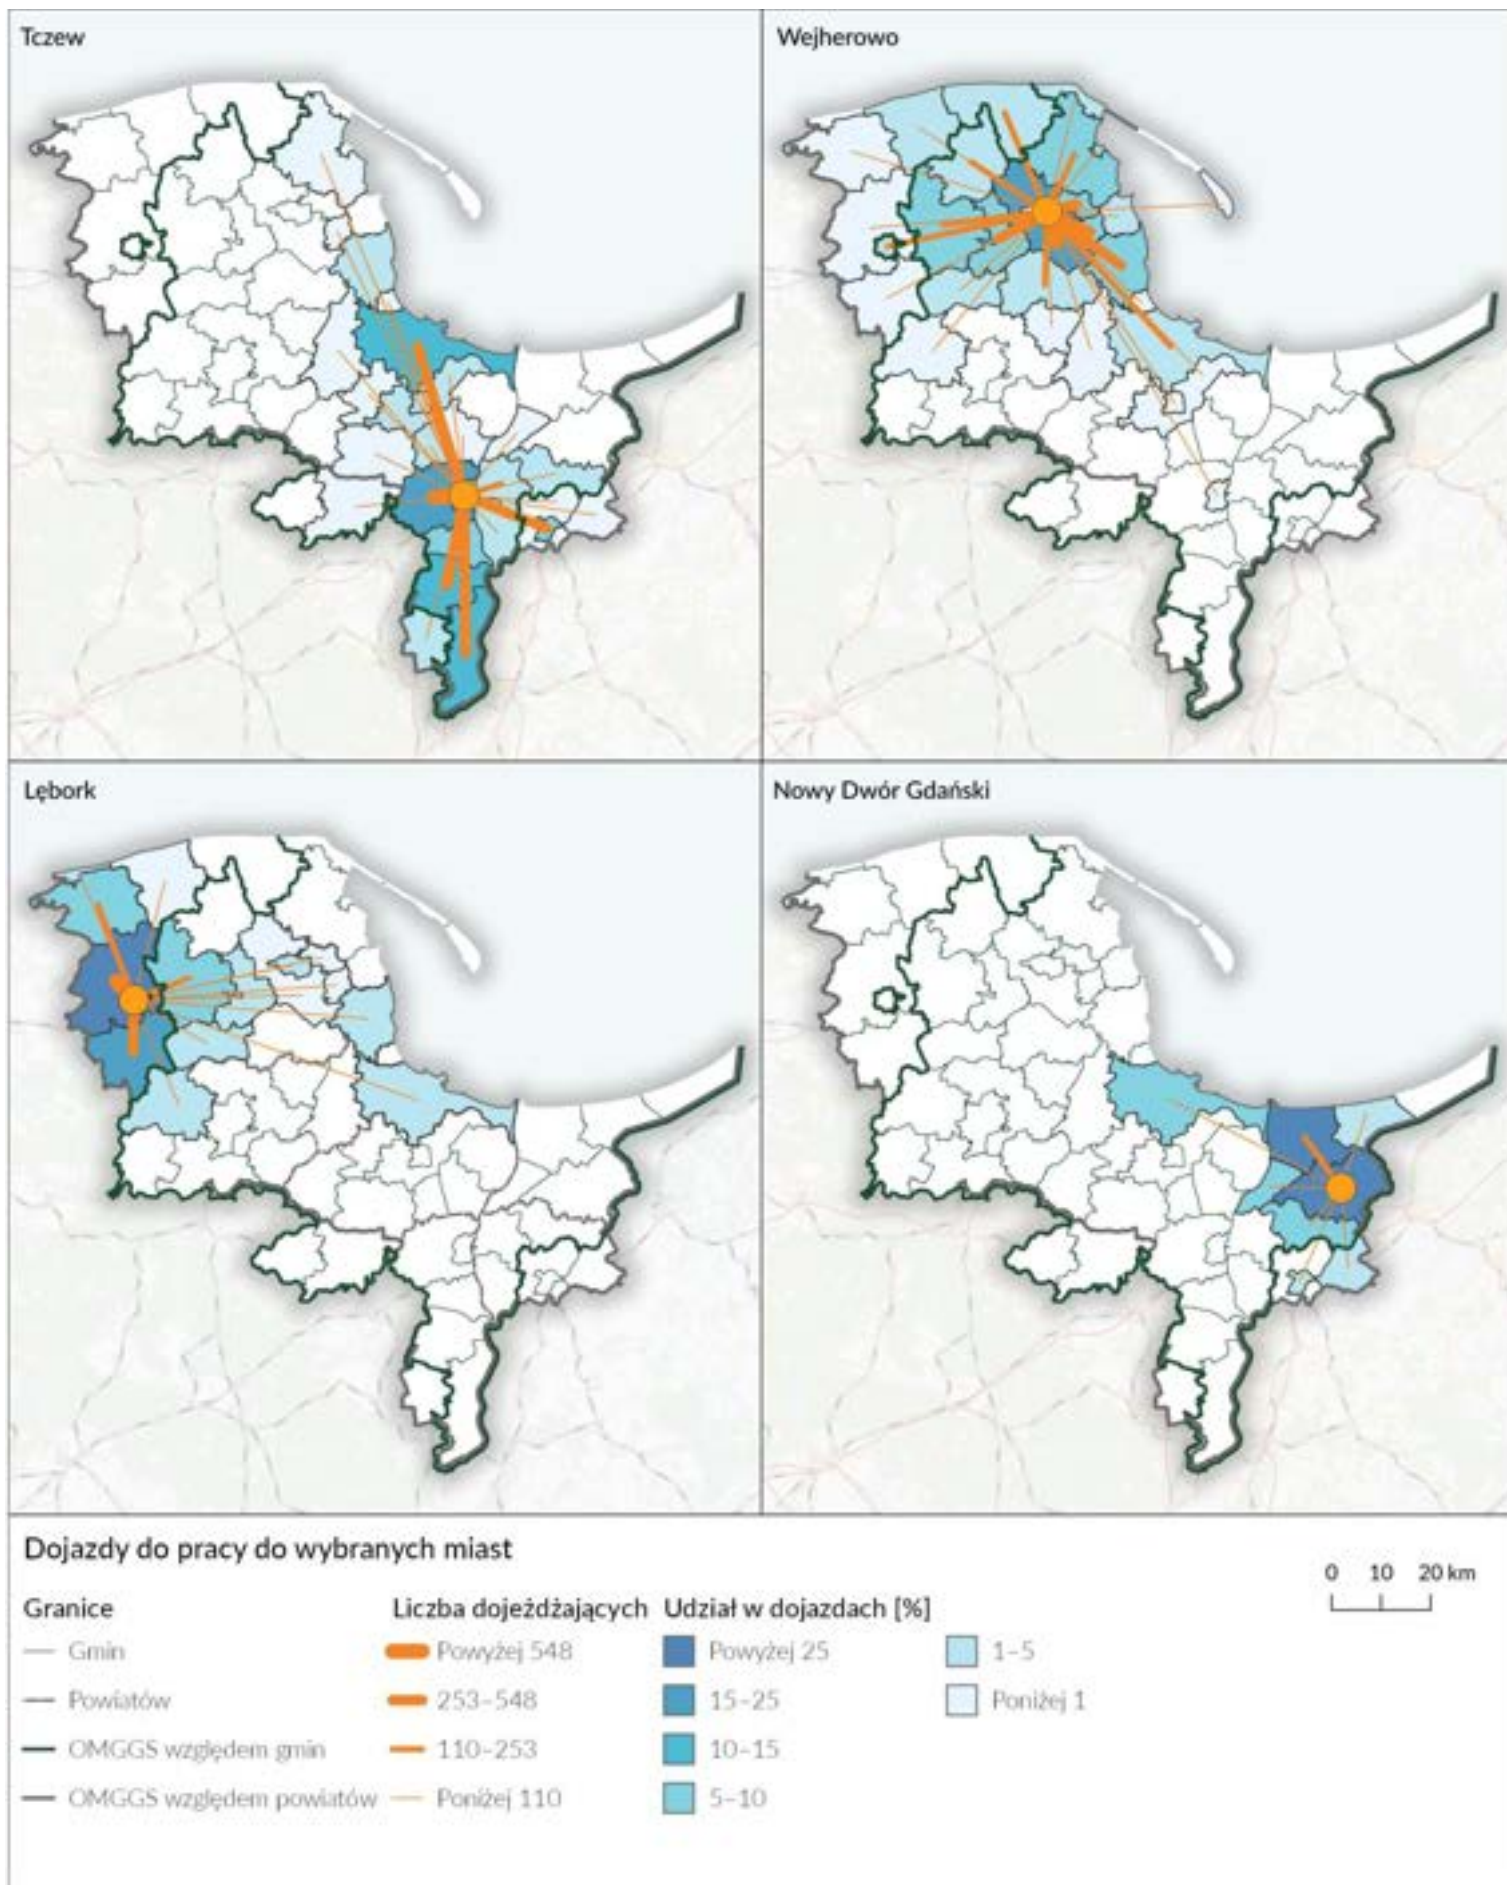 Tczew
Wejherowo
Lębork
Nowy Dwór Gdański
Dojazdy do pracy do wybranych miast
0 10 20 km
Granice
Gmin
Powiatów
OMGGS względem gmin
OMGGS względem powiatów
Liczba dojeżdżających
Powyżej 548
253–548
110–253
Poniżej 110
Udział w dojazdach [%]
Powyżej 25
15–25
10–15
5–10
1–5
Poniżej 1